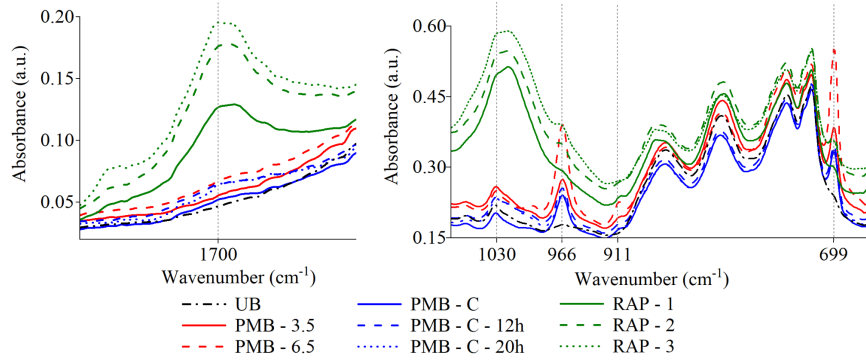 0.20
0.15
0.10
0.05
Absorbance (a.u.)
1700
Wavenumber (cm-1)
0.60
0.45
0.30
0.15
Absorbance (a.u.)
1030 966 911 699
Wavenumber (cm-1)
UB PMB - C RAP - 1
PMB - 3.5 PMB - C - 12h RAP - 2
PMB - 6.5 PMB - C - 20h RAP - 3